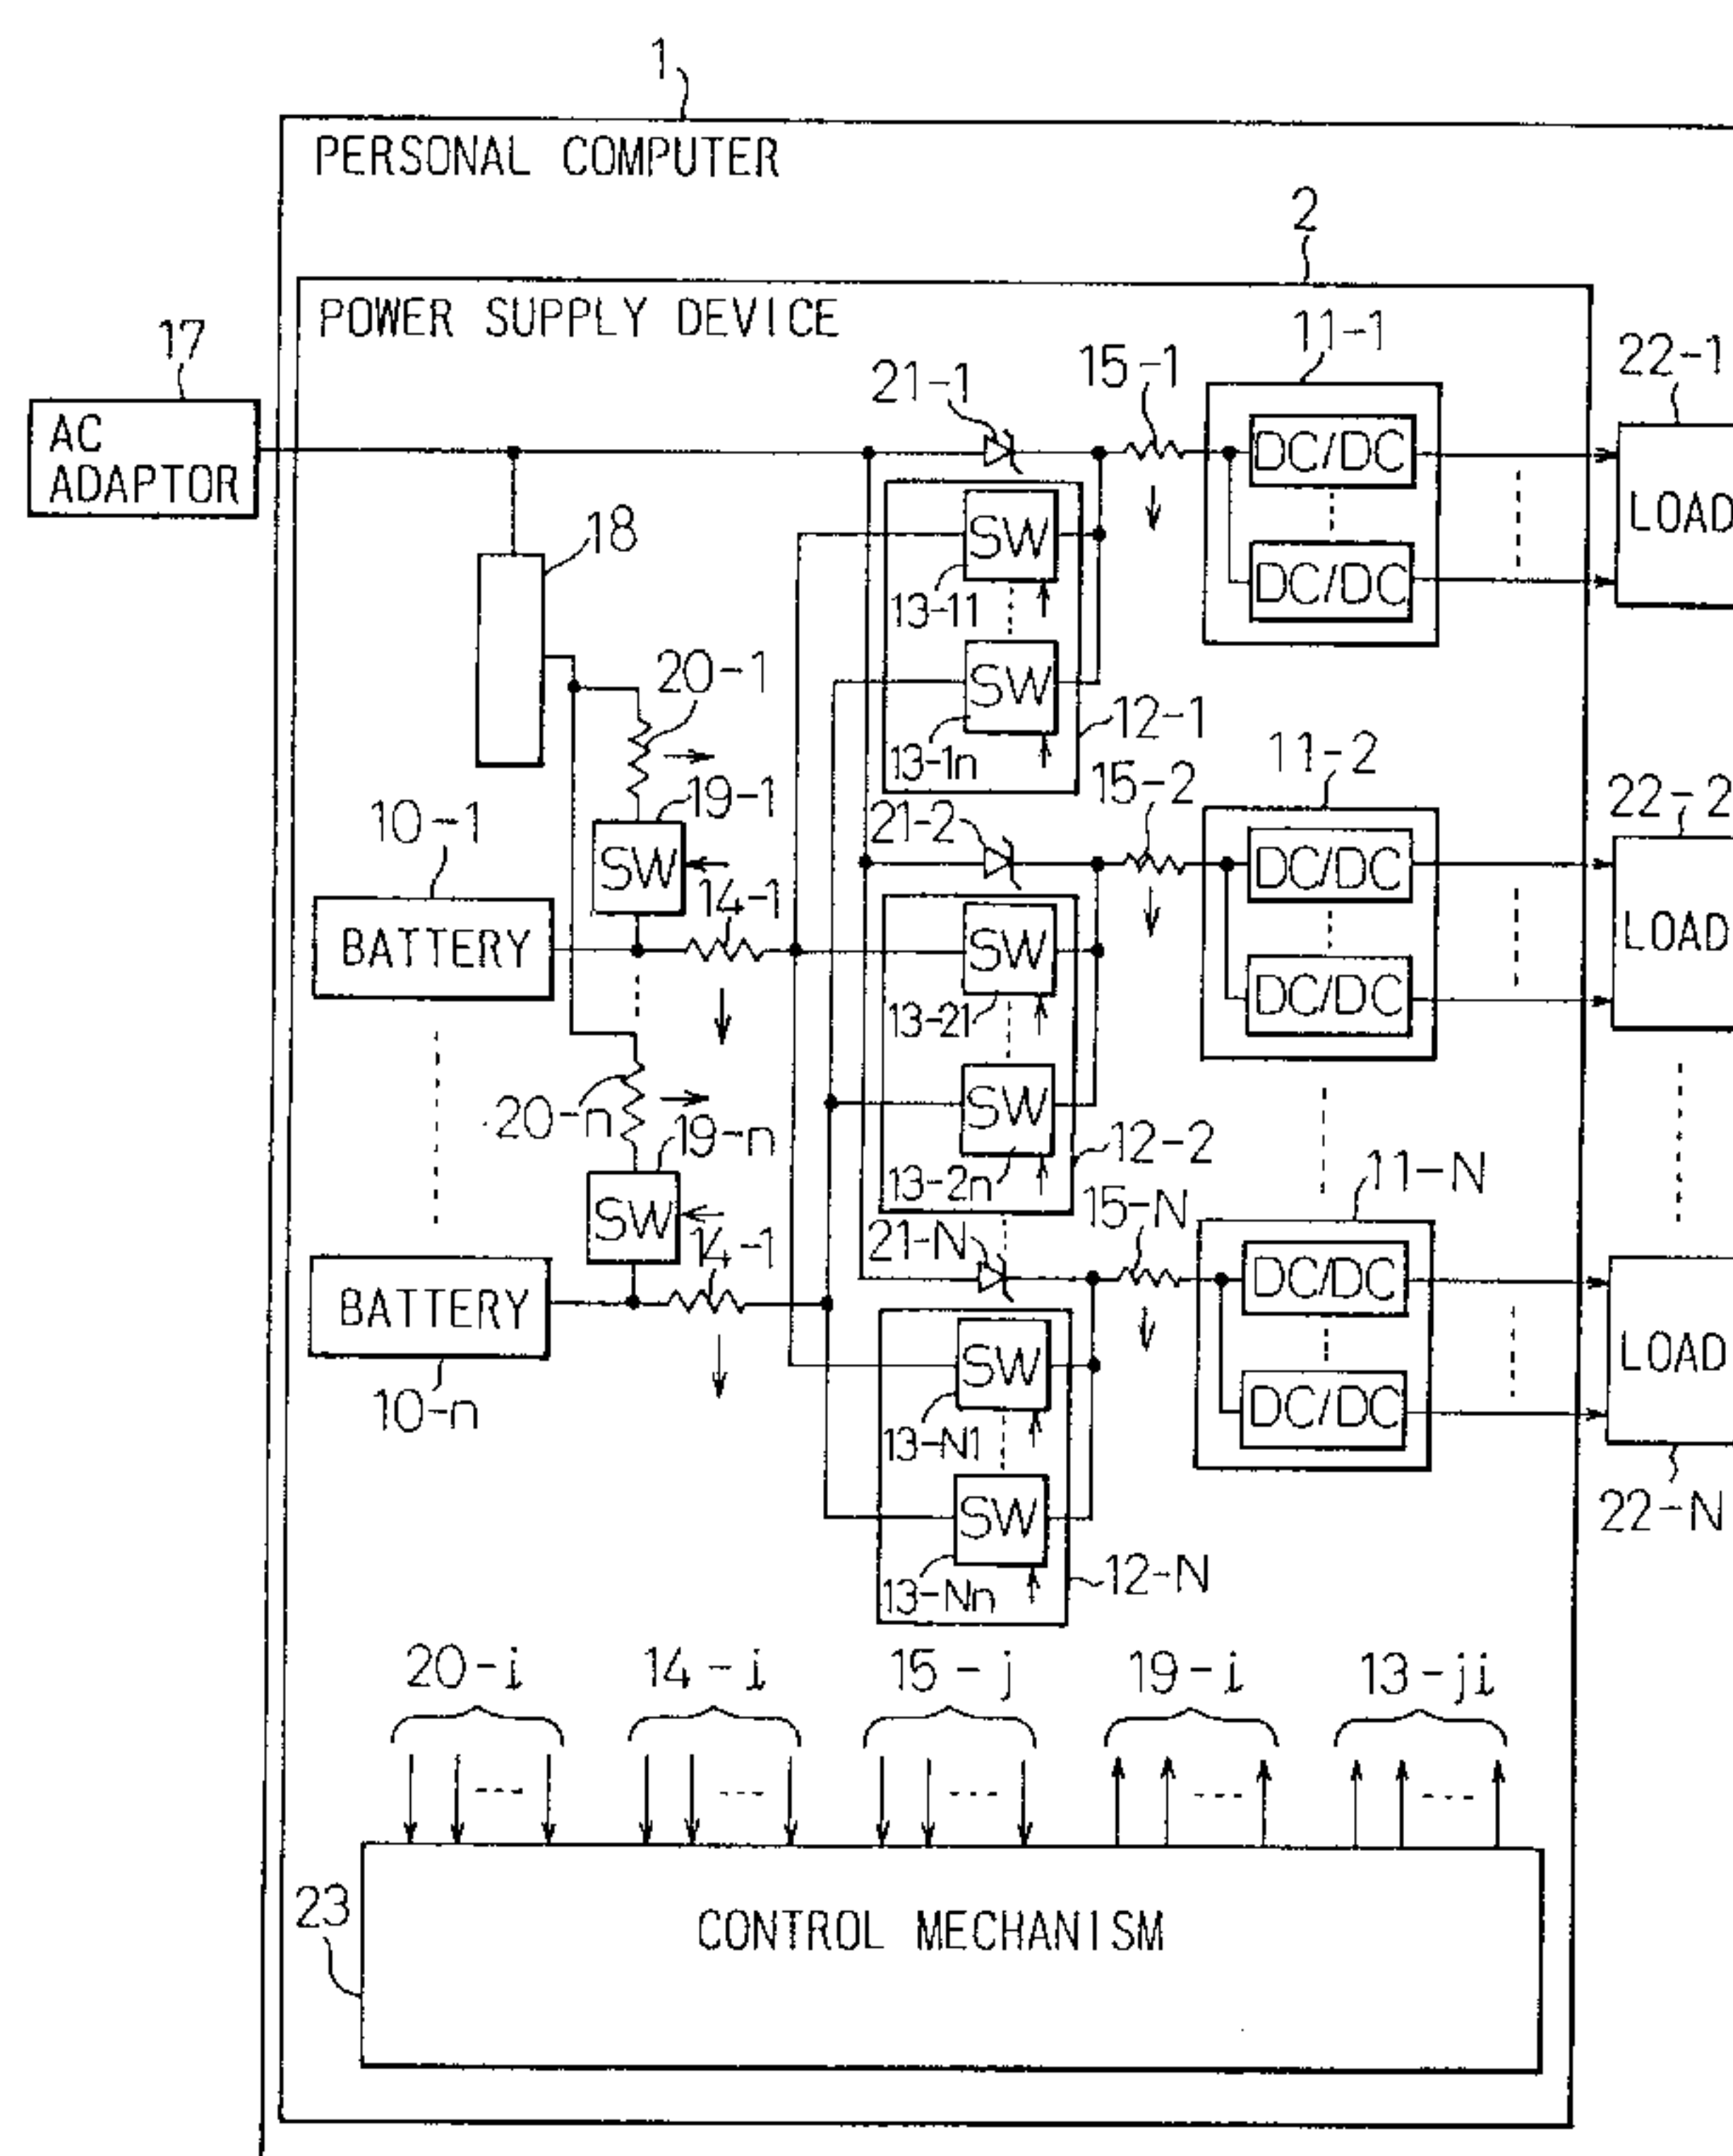 1
PERSONAL COMPUTER
2
POWER SUPPLY DEVICE
17
AC
ADAPTOR
21-1
15-1
11-1
22-1
DC/DC
DC/DC
LOAD
18
SW
13-11
SW
13-1n
12-1
20-1
19-1
SW
10-1
BATTERY
14-1
21-2
15-2
11-2
22-2
DC/DC
DC/DC
LOAD
SW
13-21
SW
13-2n
12-2
20-n
19-n
SW
14-1
BATTERY
10-n
21-N
15-N
11-N
DC/DC
DC/DC
LOAD
22-N
SW
13-N1
SW
13-Nn
12-N
20-i
14-i
15-j
19-i
13-ji
23
CONTROL MECHANISM